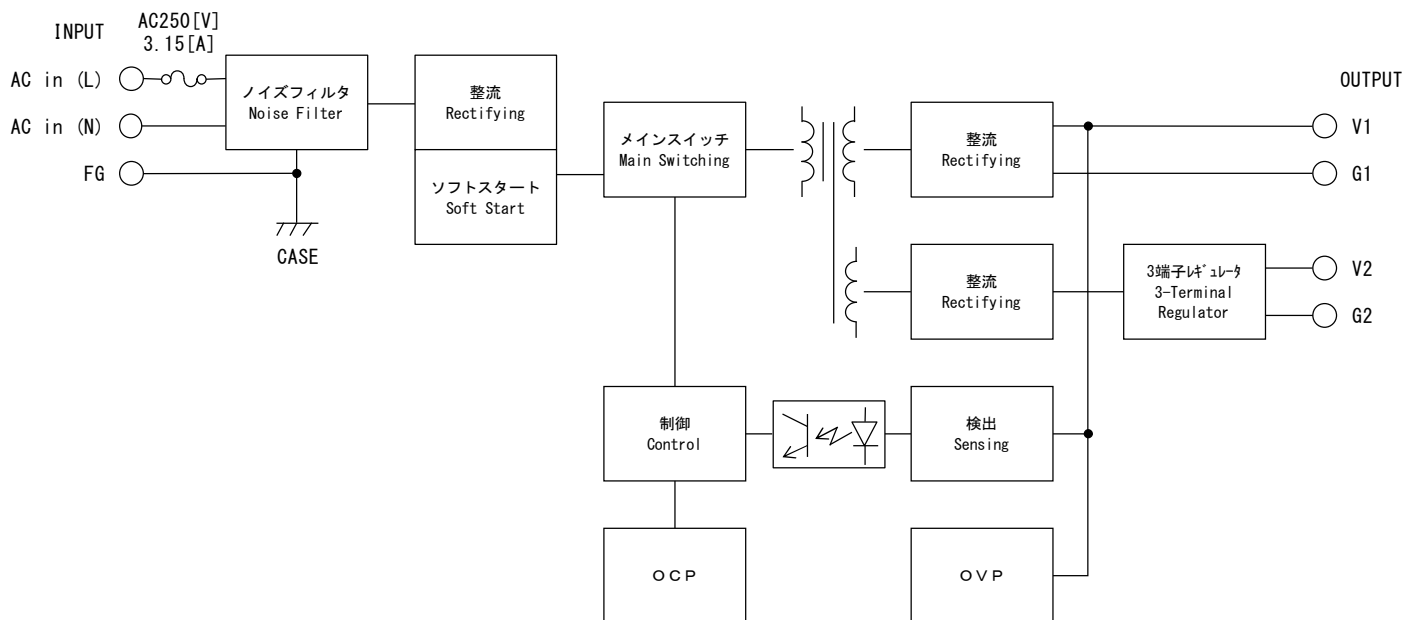 INPUT
AC250[V]
3.15[A]
AC in (L)
AC in (N)
FG
CASE
ノイズフィルタ
Noise Filter
整流
Rectifying
ソフトスタート
Soft Start
メインスイッチ
Main Switching
整流
Rectifying
OUTPUT
V1
G1
整流
Rectifying
3端子ﾚｷﾞｭﾚｰﾀ
3-Terminal
Regulator
V2
G2
制御
Control
検出
Sensing
ＯＣＰ
ＯＶＰ